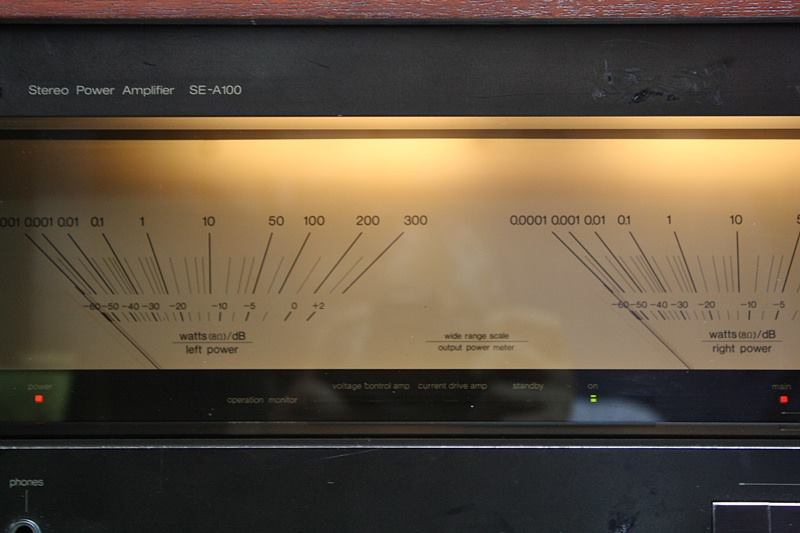 Stereo Power Amplifier SE-A100
001 0.001 0.01 0.1 1 10 50 100 200 300
0.0001 0.001 0.01 0.1 1 10 5
-60 -50 -40 -30 -20 -10 -5 0 +2
-60 -50 -40 -30 -20 -10 -5
watts(8Ω)/dB
left power
wide range scale
output power meter
watts(8Ω)/dB
right power
power
operation monitor
voltage control amp current drive amp standby on
main
phones